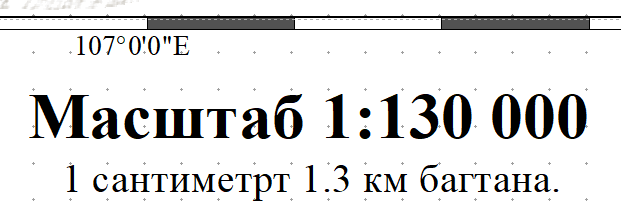 107°0'0"E
Масштаб 1:130 000
1 сантиметрт 1.3 км багтана.